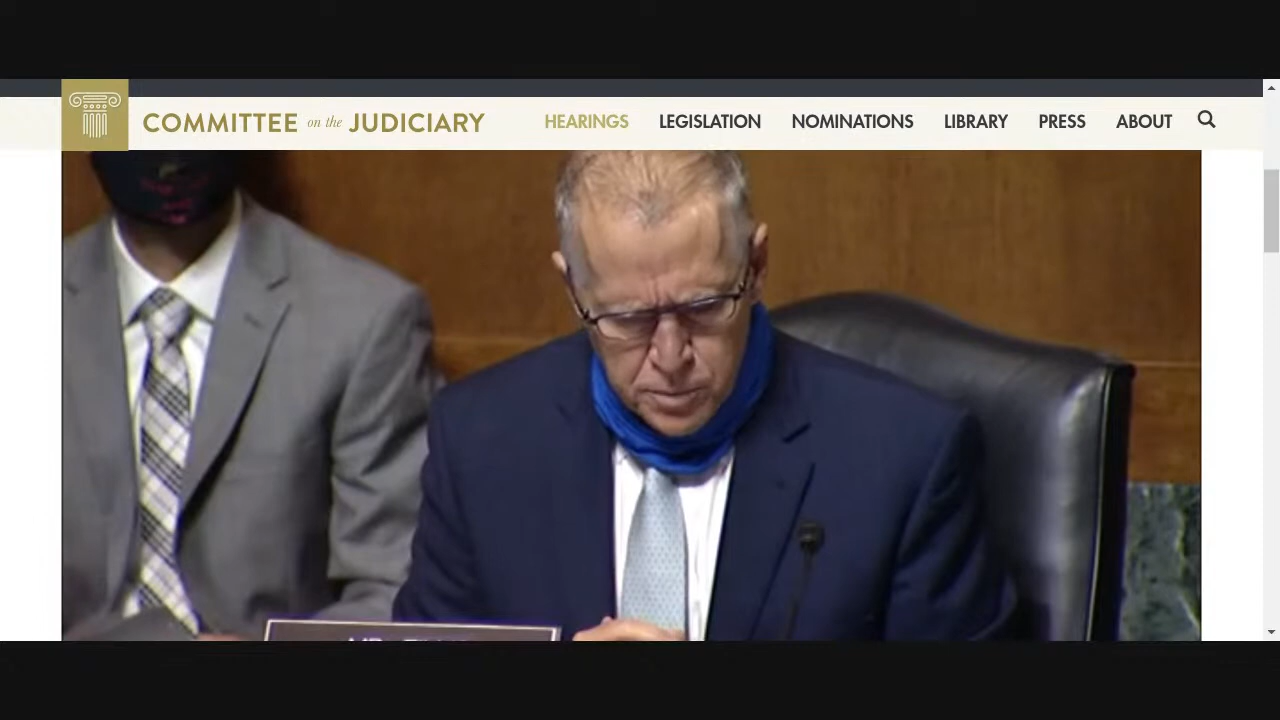 COMMITTEE on the JUDICIARY
HEARINGS LEGISLATION NOMINATIONS LIBRARY PRESS ABOUT